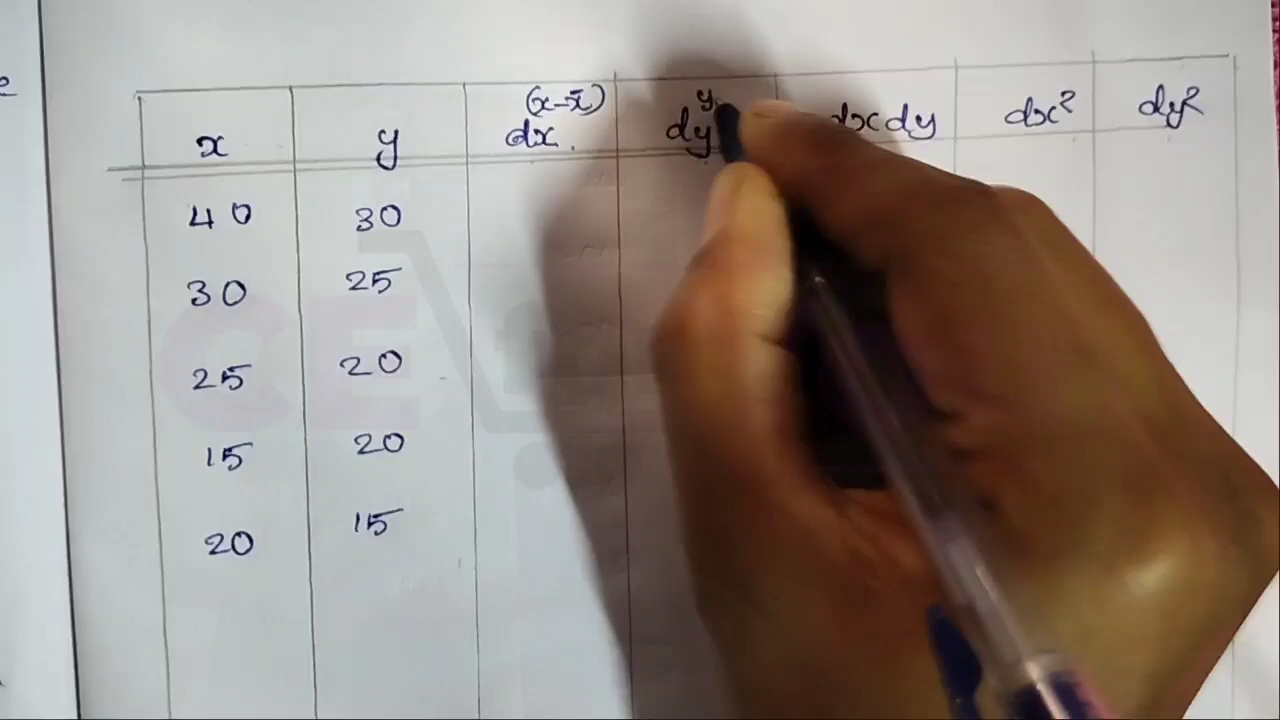 (x-x̄) y
x y dx dy dxdy dx² dy²
40 30
30 25
25 20
15 20
20 15